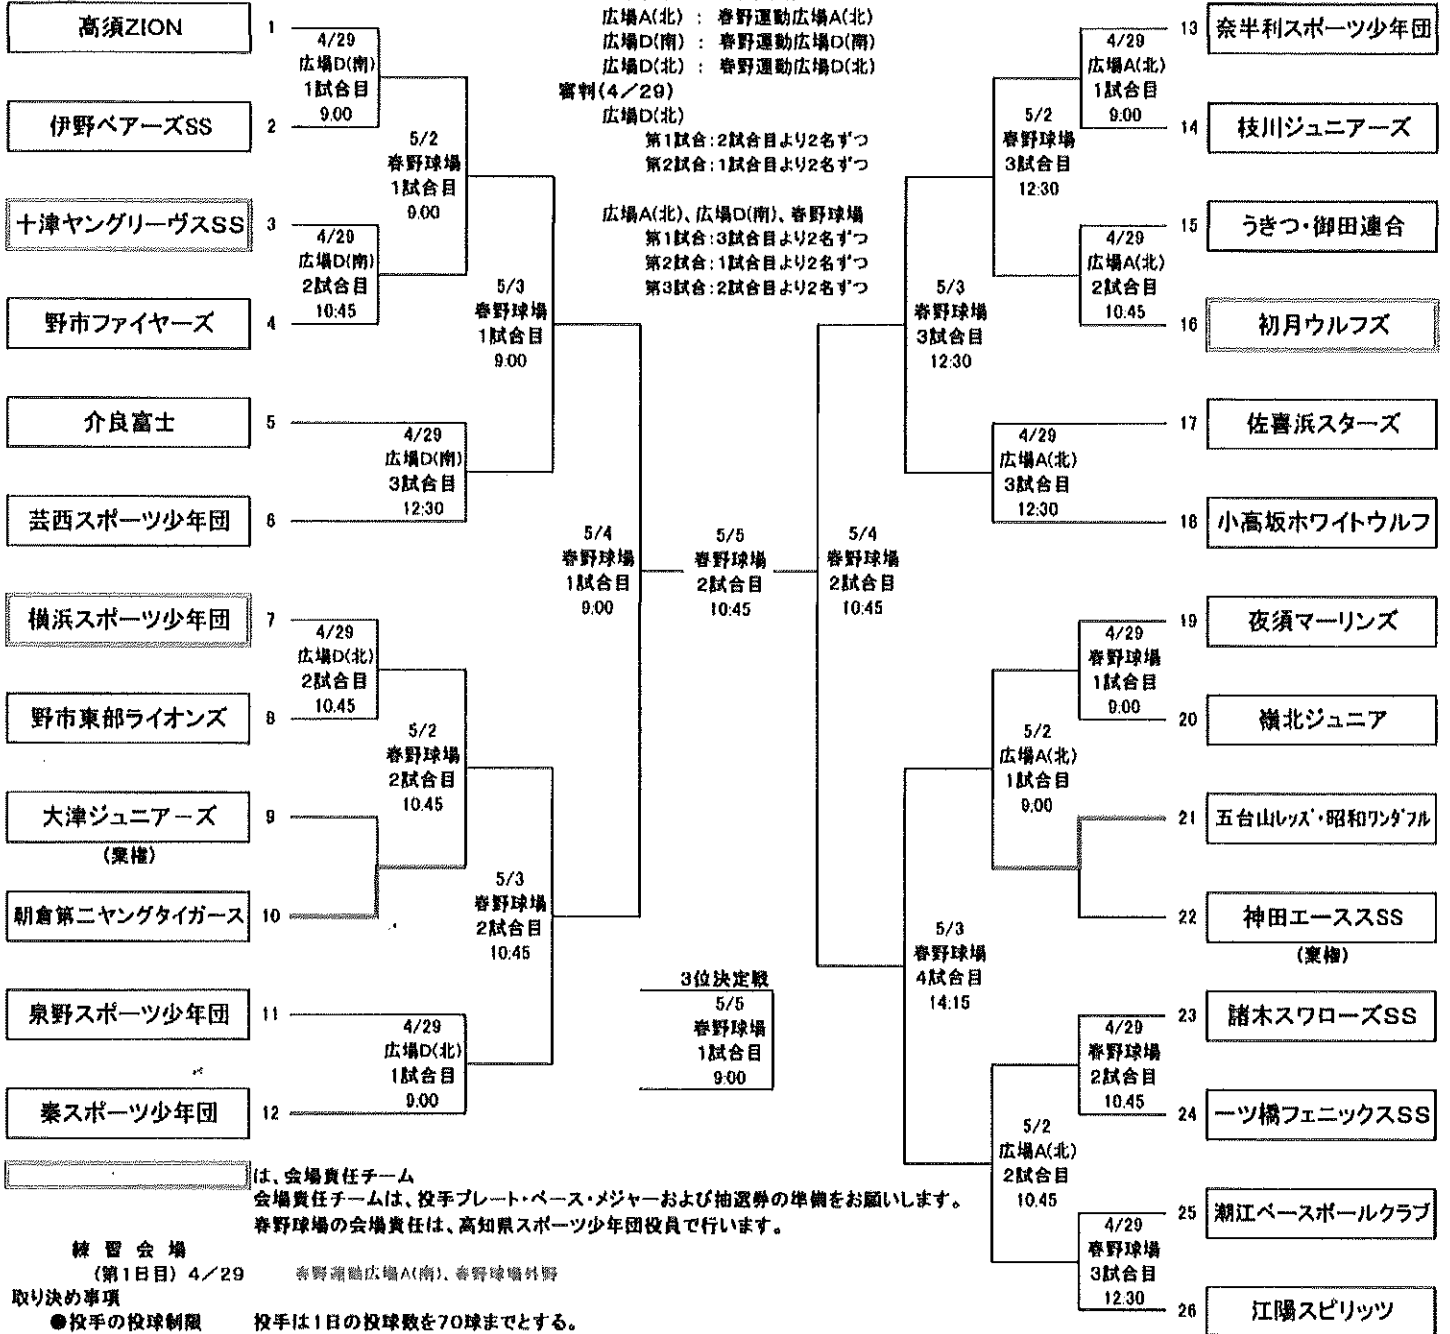 広場A(北) : 春野運動広場A(北)
広場D(南) : 春野運動広場D(南)
広場D(北) : 春野運動広場D(北)
審判(4/29)
広場D(北)
第1試合:2試合目より2名ずつ
第2試合:1試合目より2名ずつ
広場A(北)、広場D(南)、春野球場
第1試合:3試合目より2名ずつ
第2試合:1試合目より2名ずつ
第3試合:2試合目より2名ずつ
高須ZION 1
4/29
広場D(南)
1試合目
9:00
伊野ベアーズSS 2
5/2
春野球場
1試合目
9:00
十津ヤングリーヴスSS 3
4/29
広場D(南)
2試合目
10:45
野市ファイヤーズ 4
5/3
春野球場
1試合目
9:00
介良富士 5
4/29
広場D(南)
3試合目
12:30
芸西スポーツ少年団 6
5/4
春野球場
1試合目
9:00
横浜スポーツ少年団 7
4/29
広場D(北)
2試合目
10:45
野市東部ライオンズ 8
5/2
春野球場
2試合目
10:45
大津ジュニアーズ 9
(棄権)
朝倉第二ヤングタイガース 10
5/3
春野球場
2試合目
10:45
泉野スポーツ少年団 11
4/29
広場D(北)
1試合目
9:00
秦スポーツ少年団 12
5/5
春野球場
2試合目
10:45
3位決定戦
5/5
春野球場
1試合目
9:00
13 奈半利スポーツ少年団
4/29
広場A(北)
1試合目
9:00
14 枝川ジュニアーズ
5/2
春野球場
3試合目
12:30
15 うきつ・御田連合
4/29
広場A(北)
2試合目
10:45
16 初月ウルフズ
5/3
春野球場
3試合目
12:30
17 佐喜浜スターズ
4/29
広場A(北)
3試合目
12:30
18 小高坂ホワイトウルフ
5/4
春野球場
2試合目
10:45
19 夜須マーリンズ
4/29
春野球場
1試合目
9:00
20 嶺北ジュニア
5/2
広場A(北)
1試合目
9:00
21 五台山レッズ・昭和ワンダフル
22 神田エーススSS
(棄権)
5/3
春野球場
4試合目
14:15
23 諸木スワローズSS
4/29
春野球場
2試合目
10:45
24 一ツ橋フェニックスSS
5/2
広場A(北)
2試合目
10:45
25 潮江ベースボールクラブ
4/29
春野球場
3試合目
12:30
26 江陽スピリッツ
は、会場責任チーム
会場責任チームは、投手プレート・ベース・メジャーおよび抽選券の準備をお願いします。
春野球場の会場責任は、高知県スポーツ少年団役員で行います。
練習会場
(第1日目) 4/29 春野運動広場A(南)、春野球場外野
取り決め事項
●投手の投球制限 投手は1日の投球数を70球までとする。